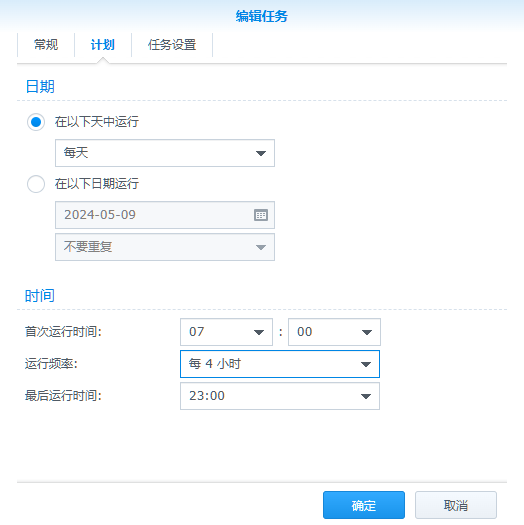 编辑任务
常规 计划 任务设置
日期
在以下天中运行
每天
在以下日期运行
2024-05-09
不要重复
时间
首次运行时间: 07 : 00
运行频率: 每 4 小时
最后运行时间: 23:00
确定 取消